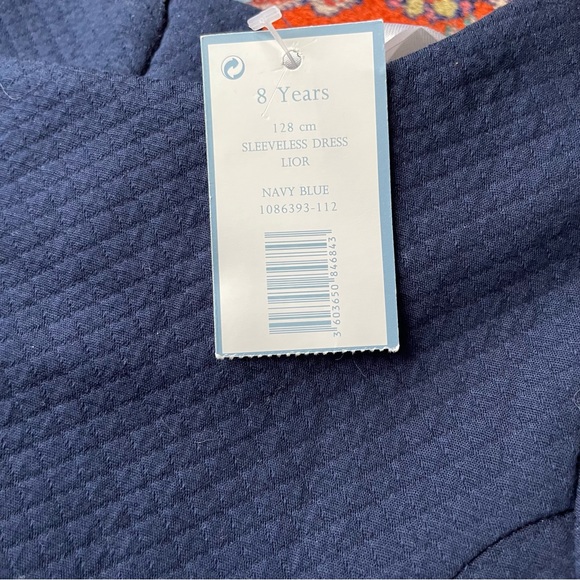 8 Years
128 cm
SLEEVELESS DRESS
LIOR
NAVY BLUE
1086393-112
3 603650 846843